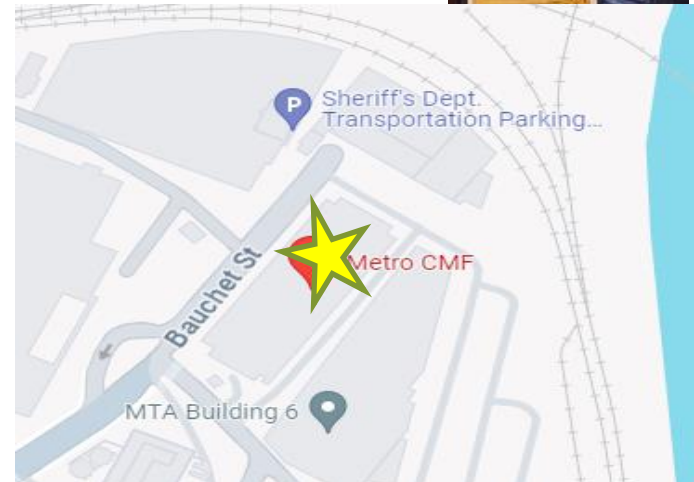 P
Sheriff's Dept.
Transportation Parking...
Metro CMF
Bauchet St
MTA Building 6